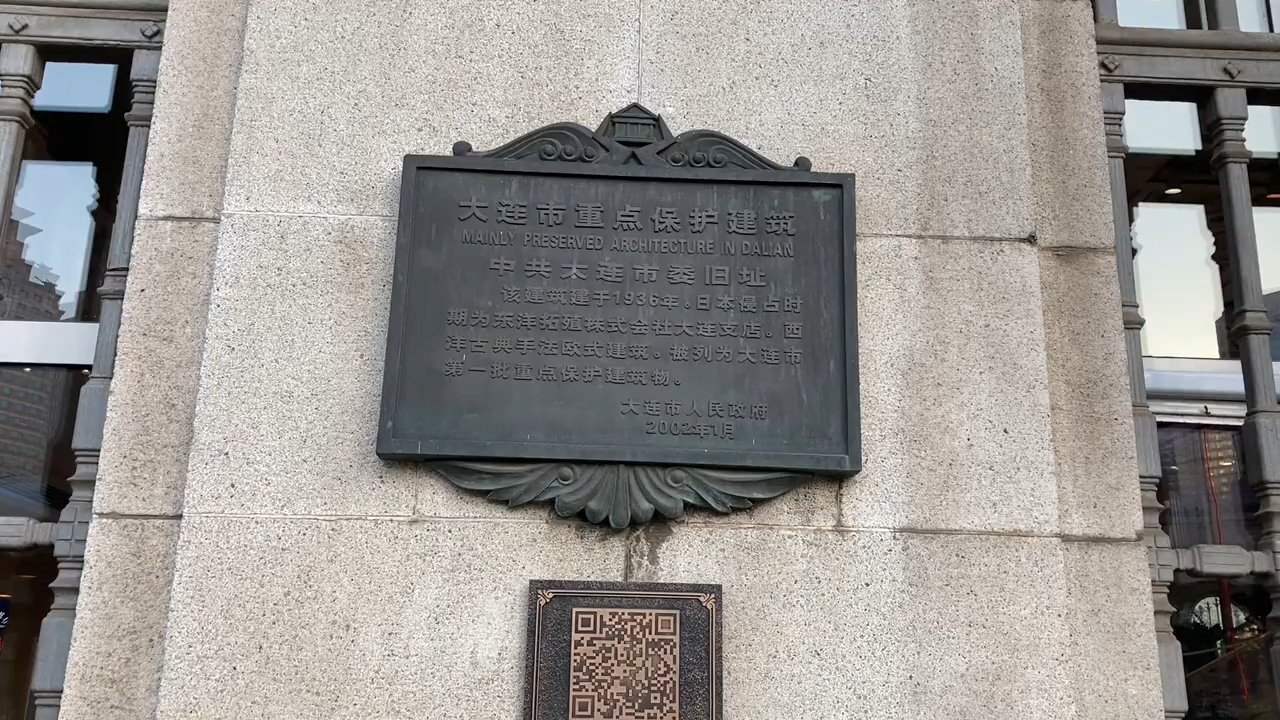 大连市重点保护建筑
MAINLY PRESERVED ARCHITECTURE IN DALIAN
中共大连市委旧址
该建筑建于1936年。日本侵占时
期为东洋拓殖株式会社大连支店。西
洋古典手法欧式建筑。被列为大连市
第一批重点保护建筑物。
大连市人民政府
2002年1月